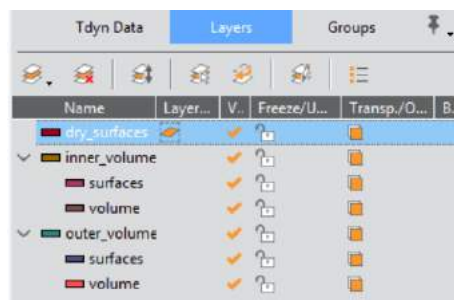 Tdyn Data Layers Groups
Name Layer... V.. Freeze/U... Transp./O... B.
dry_surfaces
inner_volume
surfaces
volume
outer_volume
surfaces
volume